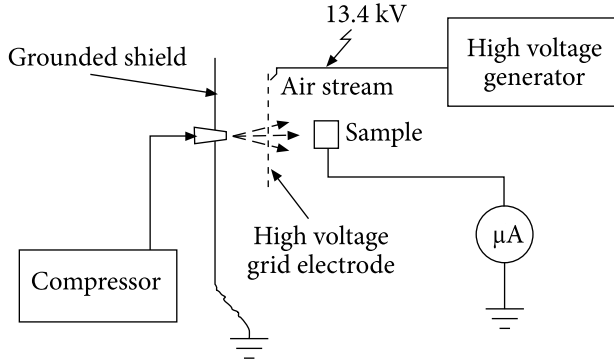 13.4 kV
Grounded shield
High voltage
generator
Air stream
Sample
High voltage
grid electrode
μA
Compressor